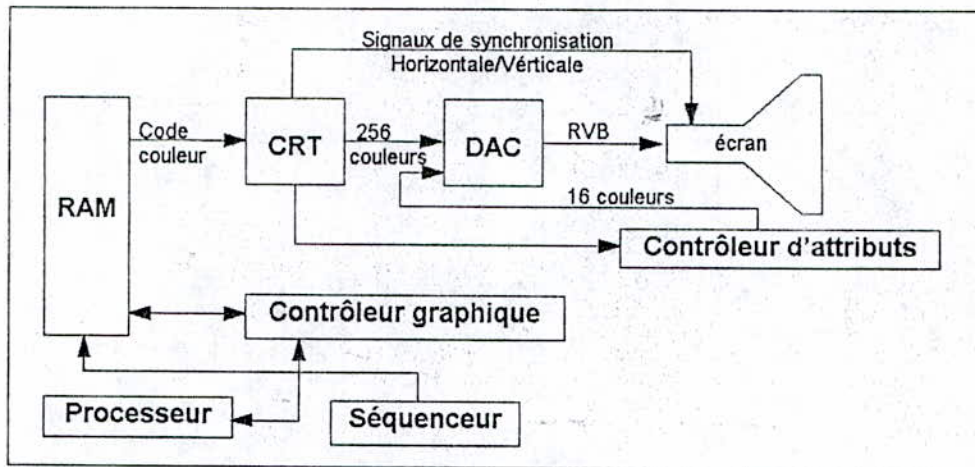 Signaux de synchronisation
Horizontale/Vérticale
Code
couleur
CRT
256
couleurs
DAC
RVB
écran
RAM
16 couleurs
Contrôleur d'attributs
Contrôleur graphique
Processeur
Séquenceur